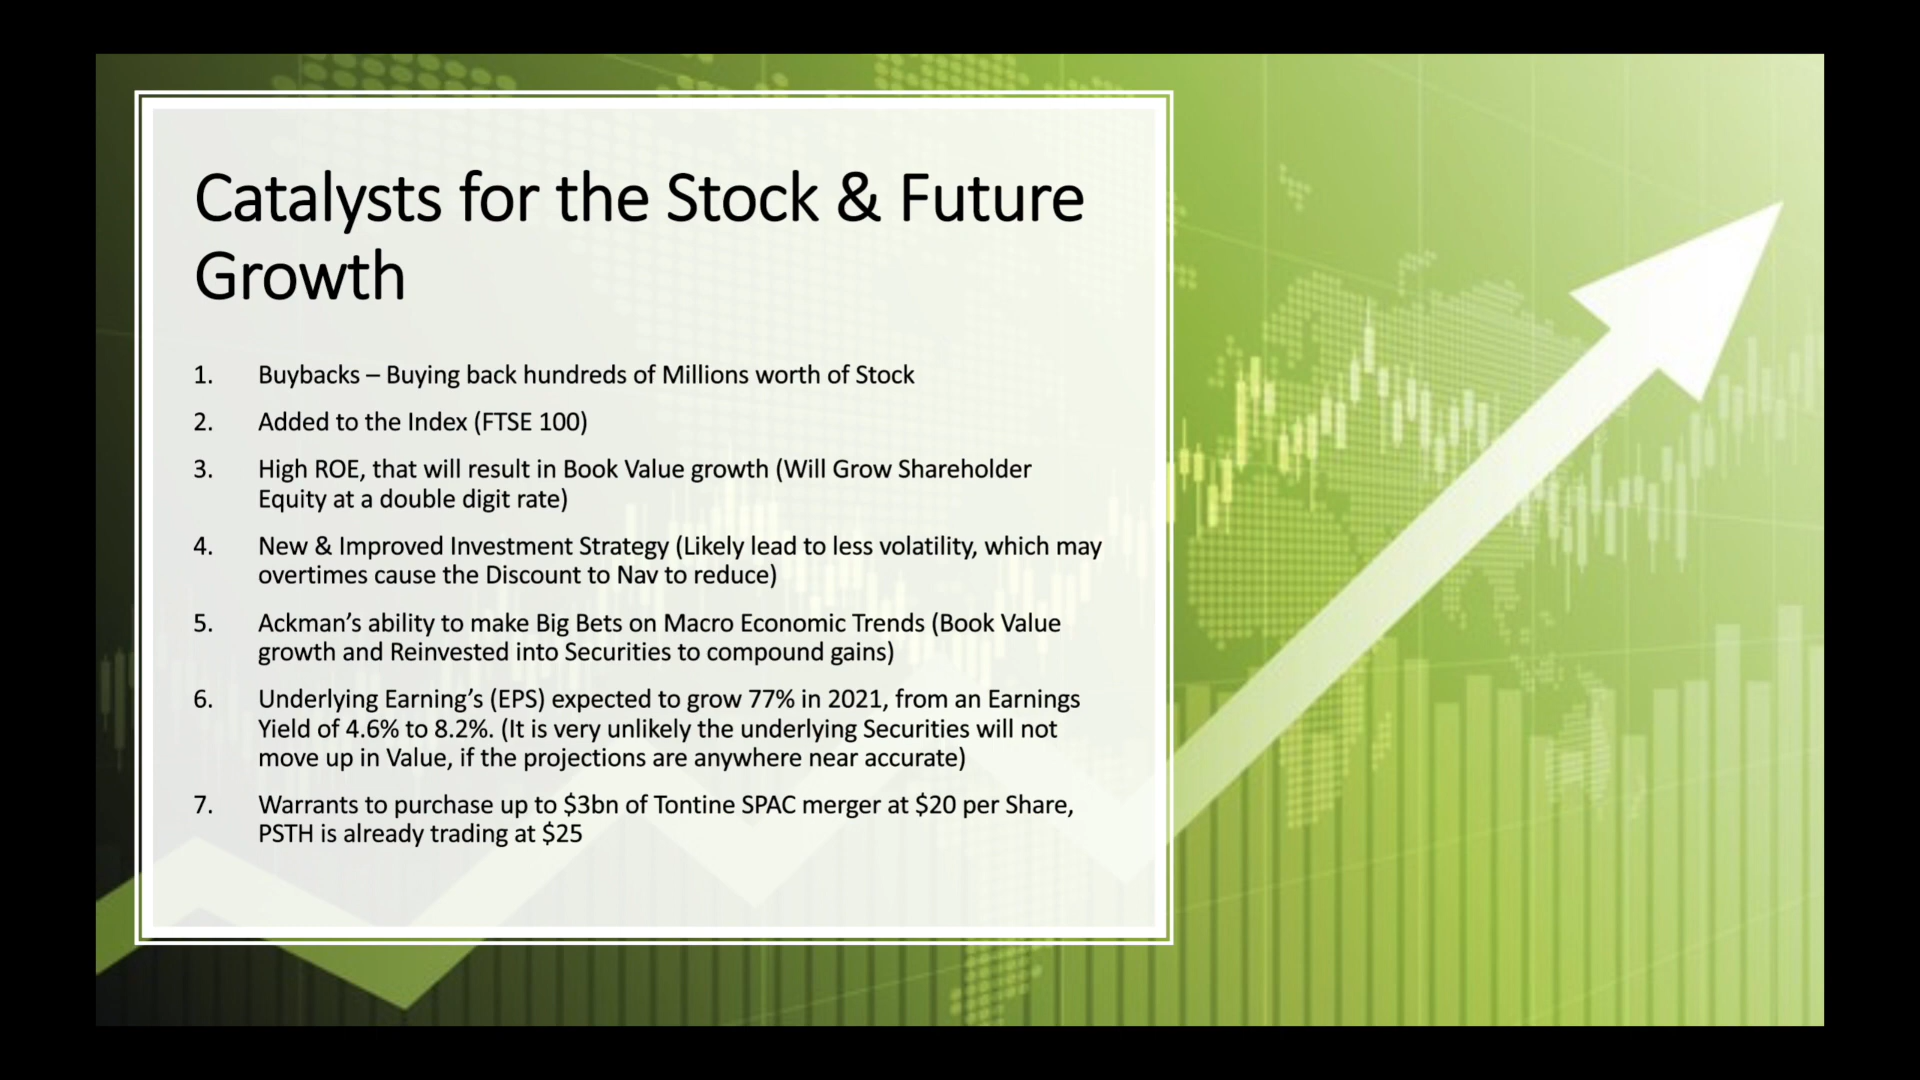 Catalysts for the Stock & Future
Growth
1. Buybacks – Buying back hundreds of Millions worth of Stock
2. Added to the Index (FTSE 100)
3. High ROE, that will result in Book Value growth (Will Grow Shareholder
Equity at a double digit rate)
4. New & Improved Investment Strategy (Likely lead to less volatility, which may
overtimes cause the Discount to Nav to reduce)
5. Ackman’s ability to make Big Bets on Macro Economic Trends (Book Value
growth and Reinvested into Securities to compound gains)
6. Underlying Earning’s (EPS) expected to grow 77% in 2021, from an Earnings
Yield of 4.6% to 8.2%. (It is very unlikely the underlying Securities will not
move up in Value, if the projections are anywhere near accurate)
7. Warrants to purchase up to $3bn of Tontine SPAC merger at $20 per Share,
PSTH is already trading at $25